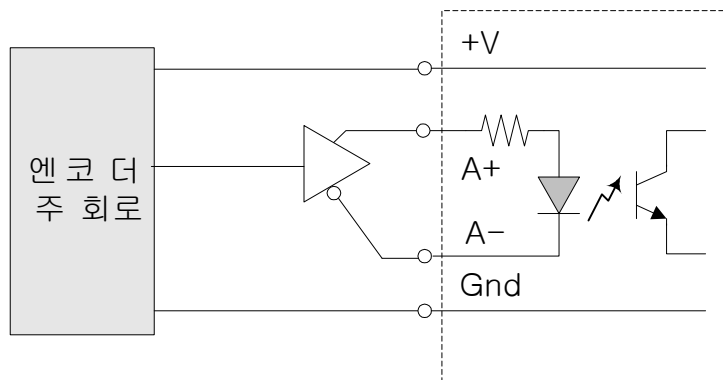 +V
엔 코 더
주 회로
A+
A-
Gnd